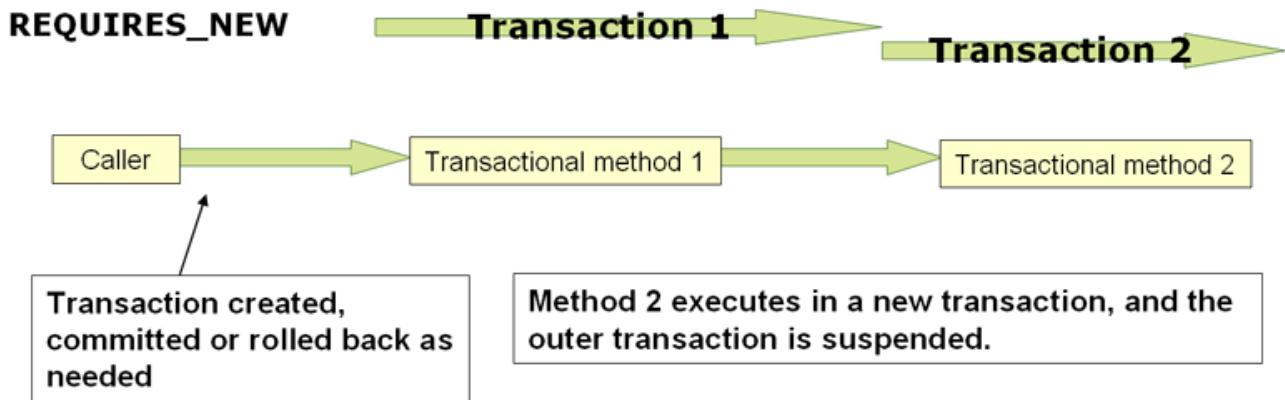 REQUIRES_NEW
Transaction 1
Transaction 2
Caller
Transactional method 1
Transactional method 2
Transaction created,
committed or rolled back as
needed
Method 2 executes in a new transaction, and the
outer transaction is suspended.